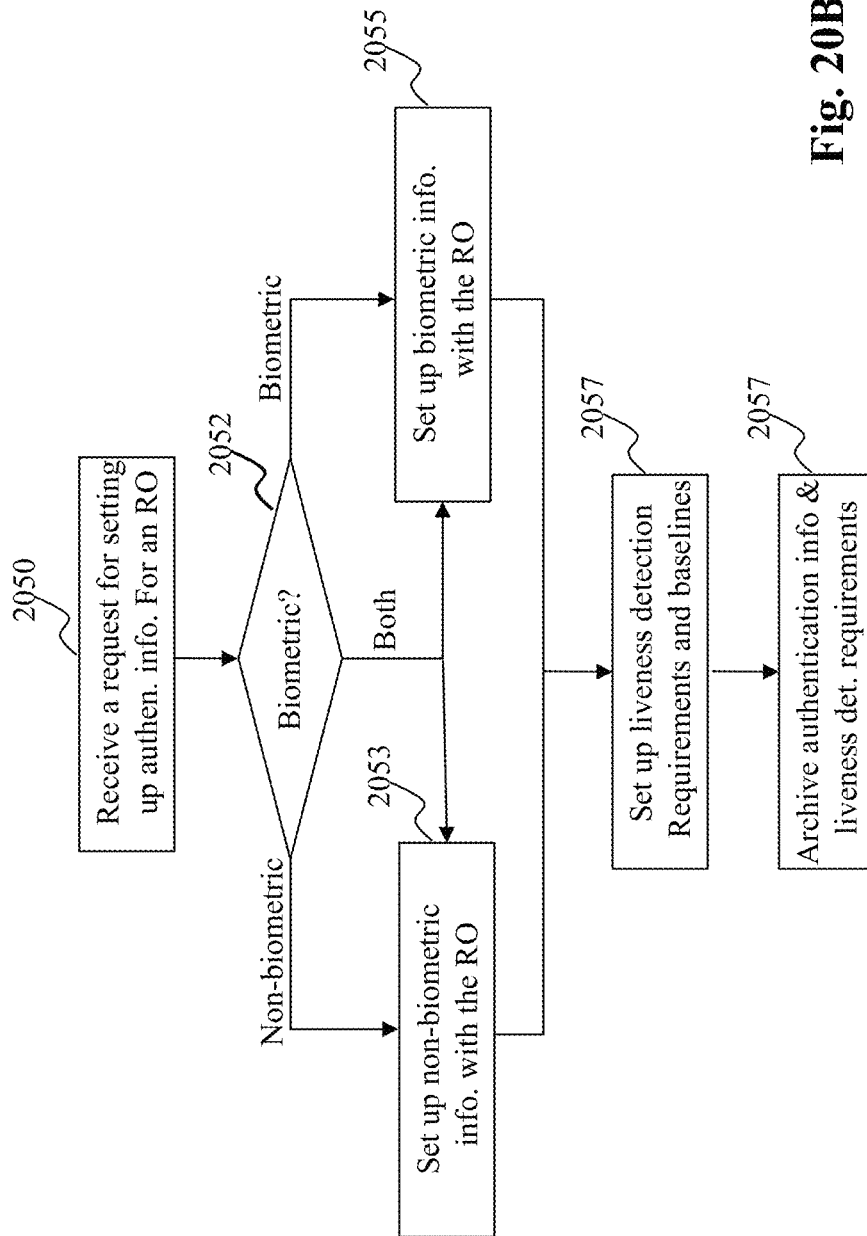 2050
Receive a request for setting
up authen. info. For an RO
2052
Biometric?
Non-biometric
Biometric
Both
2053
Set up non-biometric
info. with the RO
2055
Set up biometric info.
with the RO
2057
Set up liveness detection
Requirements and baselines
2057
Archive authentication info &
liveness det. requirements
Fig. 20B